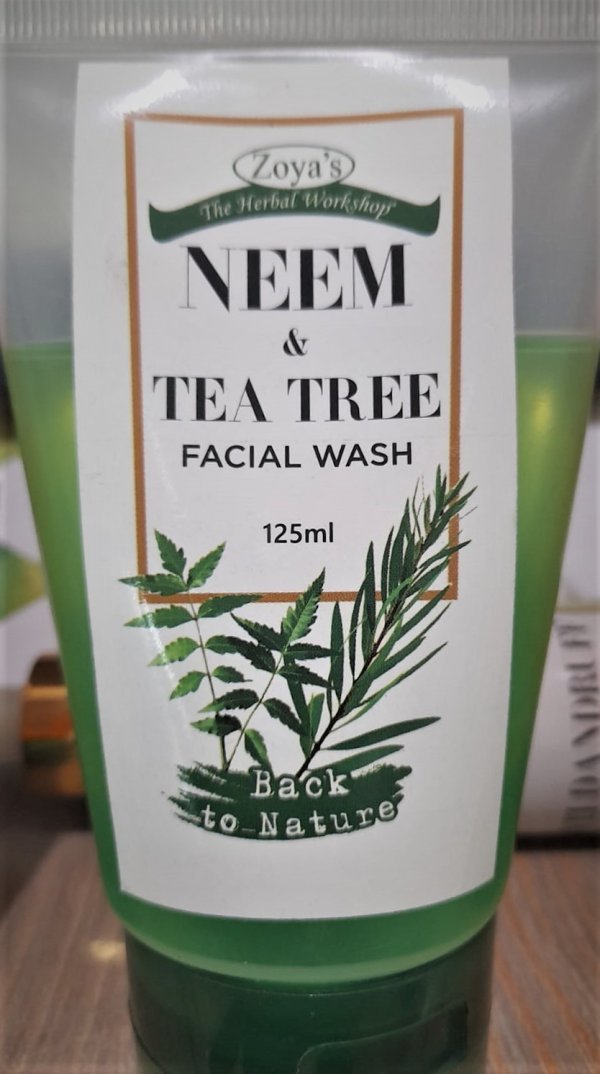 Zoya's
The Herbal Workshop
NEEM
&
TEA TREE
FACIAL WASH
125ml
Back
to Nature